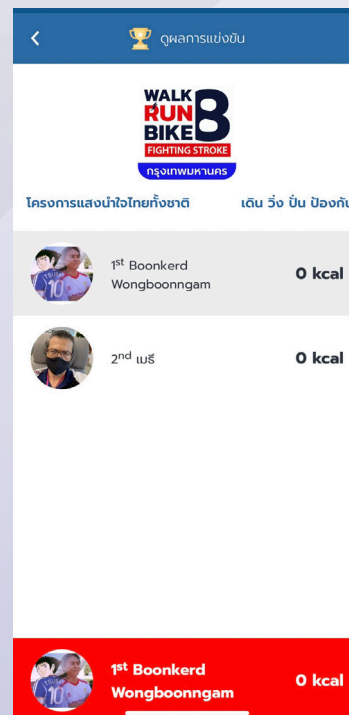 ดูผลการแข่งขัน
WALK
RUN
BIKE B
FIGHTING STROKE
กรุงเทพมหานคร
โครงการแสงนำใจไทยทั้งชาติ เดิน วิ่ง ปั่น ป้องกัน
1st Boonkerd
Wongboonngam
0 kcal
2nd เมธี
0 kcal
1st Boonkerd
Wongboonngam
0 kcal